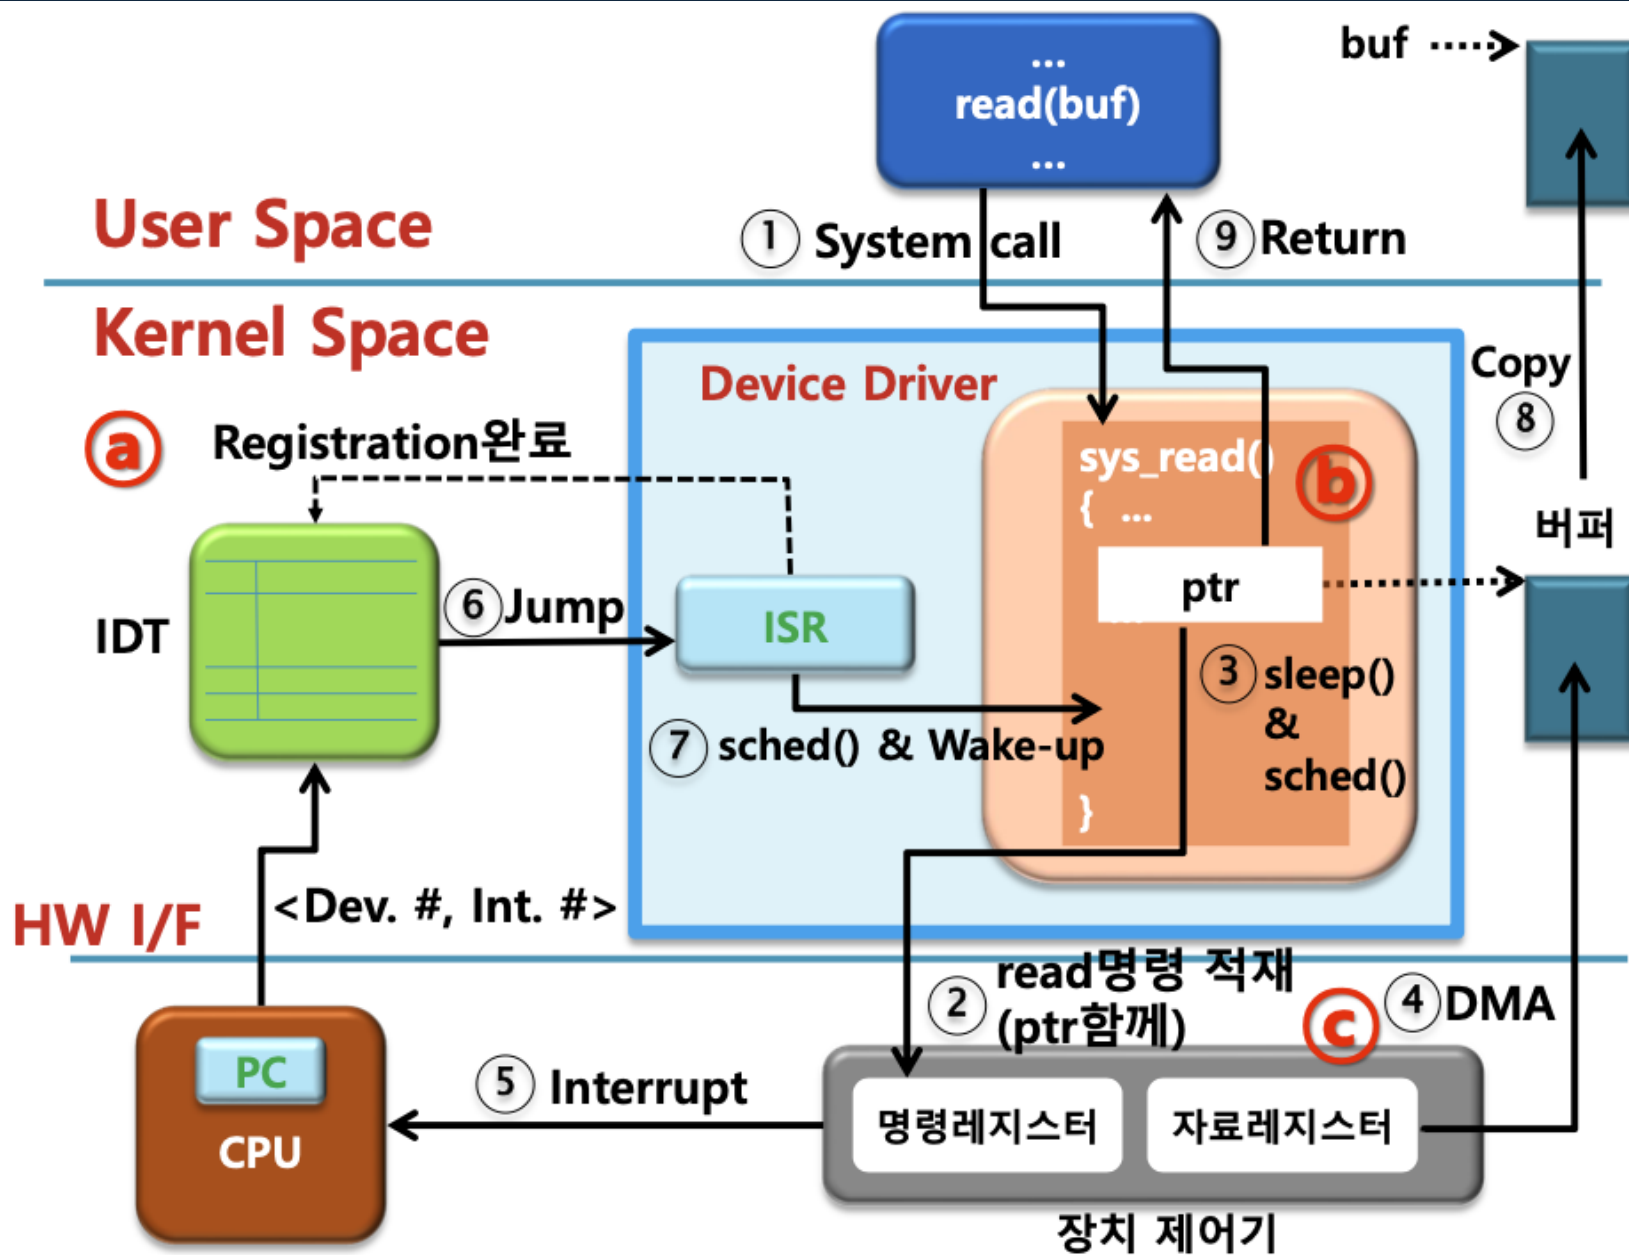 ...
read(buf)
...
buf
User Space
① System call
⑨ Return
Kernel Space
Device Driver
Copy
⑧
ⓐ
Registration완료
sys_read()
ⓑ
{ ...
버퍼
ptr
...
IDT
⑥ Jump
ISR
③ sleep()
&
sched()
⑦ sched() & Wake-up
}
<Dev. #, Int. #>
HW I/F
② read명령 적재
(ptr함께)
ⓒ
④ DMA
PC
CPU
⑤ Interrupt
명령레지스터
자료레지스터
장치 제어기